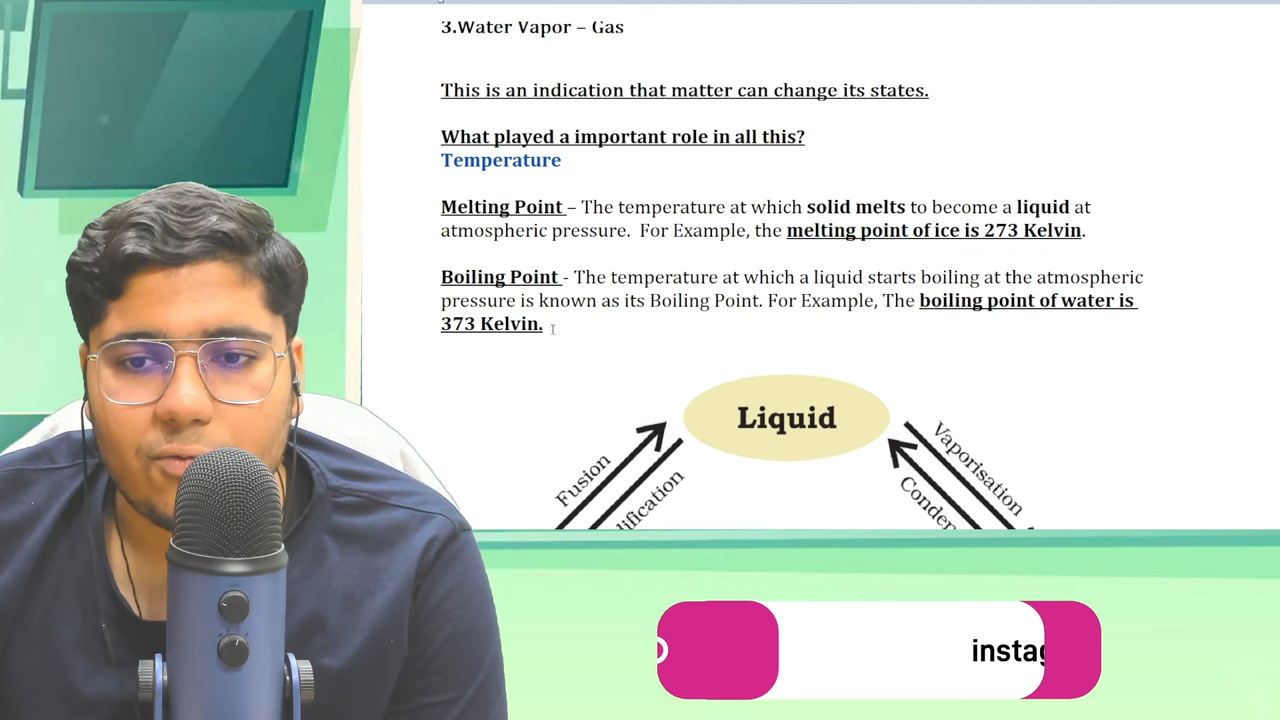 3.Water Vapor – Gas
This is an indication that matter can change its states.
What played a important role in all this?
Temperature
Melting Point – The temperature at which solid melts to become a liquid at
atmospheric pressure. For Example, the melting point of ice is 273 Kelvin.
Boiling Point - The temperature at which a liquid starts boiling at the atmospheric
pressure is known as its Boiling Point. For Example, The boiling point of water is
373 Kelvin.
Liquid
Fusion
lification
Vaporisation
Conden
instag